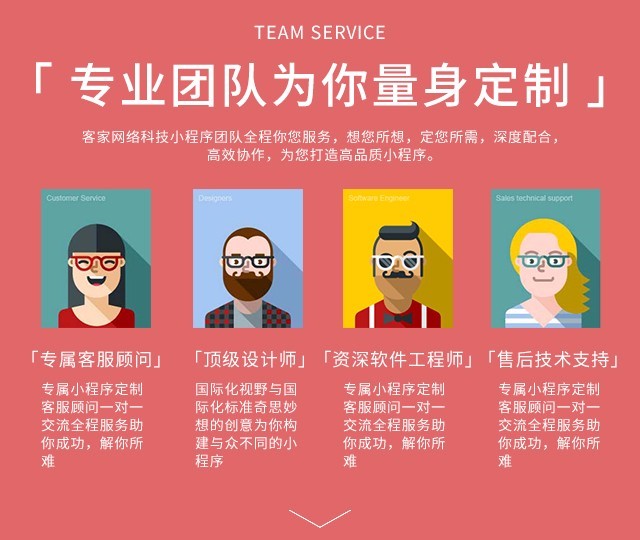 TEAM SERVICE
「 专业团队为你量身定制 」
客家网络科技小程序团队全程你您服务，想您所想，定您所需，深度配合，
高效协作，为您打造高品质小程序。
Customer Service
Designers
Software Engineer
Sales technical support
「专属客服顾问」
「顶级设计师」
「资深软件工程师」
「售后技术支持」
专属小程序定制
客服顾问一对一
交流全程服务助
你成功，解你所
难
国际化视野与国
际化标准奇思妙
想的创意为你构
建与众不同的小
程序
专属小程序定制
客服顾问一对一
交流全程服务助
你成功，解你所
难
专属小程序定制
客服顾问一对一
交流全程服务助
你成功，解你所
难